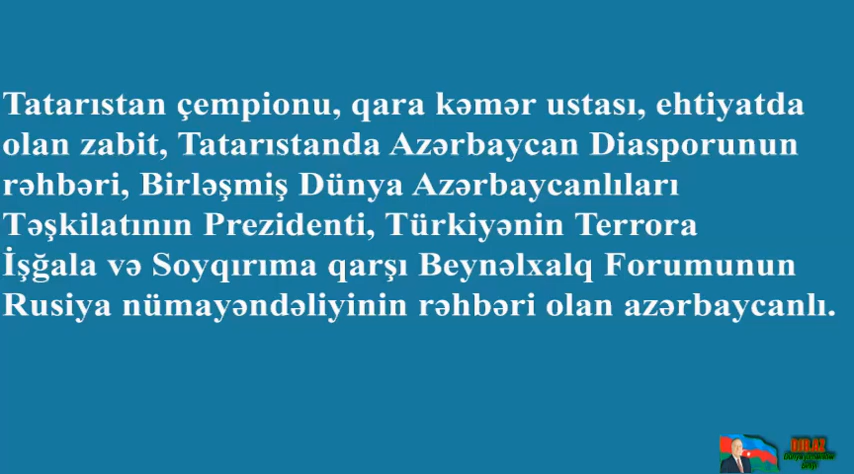 Tatarıstan çempionu, qara kəmər ustası, ehtiyatda
olan zabit, Tatarıstanda Azərbaycan Diasporunun
rəhbəri, Birləşmiş Dünya Azərbaycanlıları
Təşkilatının Prezidenti, Türkiyənin Terrora
İşğala və Soyqırıma qarşı Beynəlxalq Forumunun
Rusiya nümayəndəliyinin rəhbəri olan azərbaycanlı.